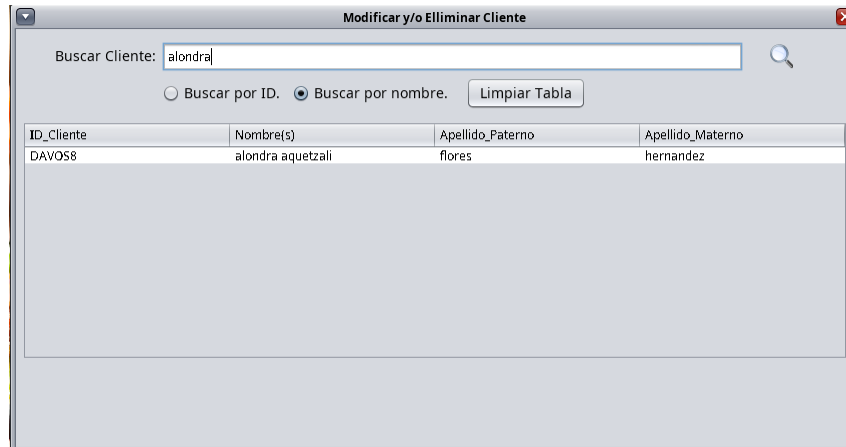 Modificar y/o Elliminar Cliente
Buscar Cliente: alondra
Buscar por ID. Buscar por nombre. Limpiar Tabla
ID_Cliente Nombre(s) Apellido_Paterno Apellido_Materno
DAVOS8 alondra aquetzali flores hernandez